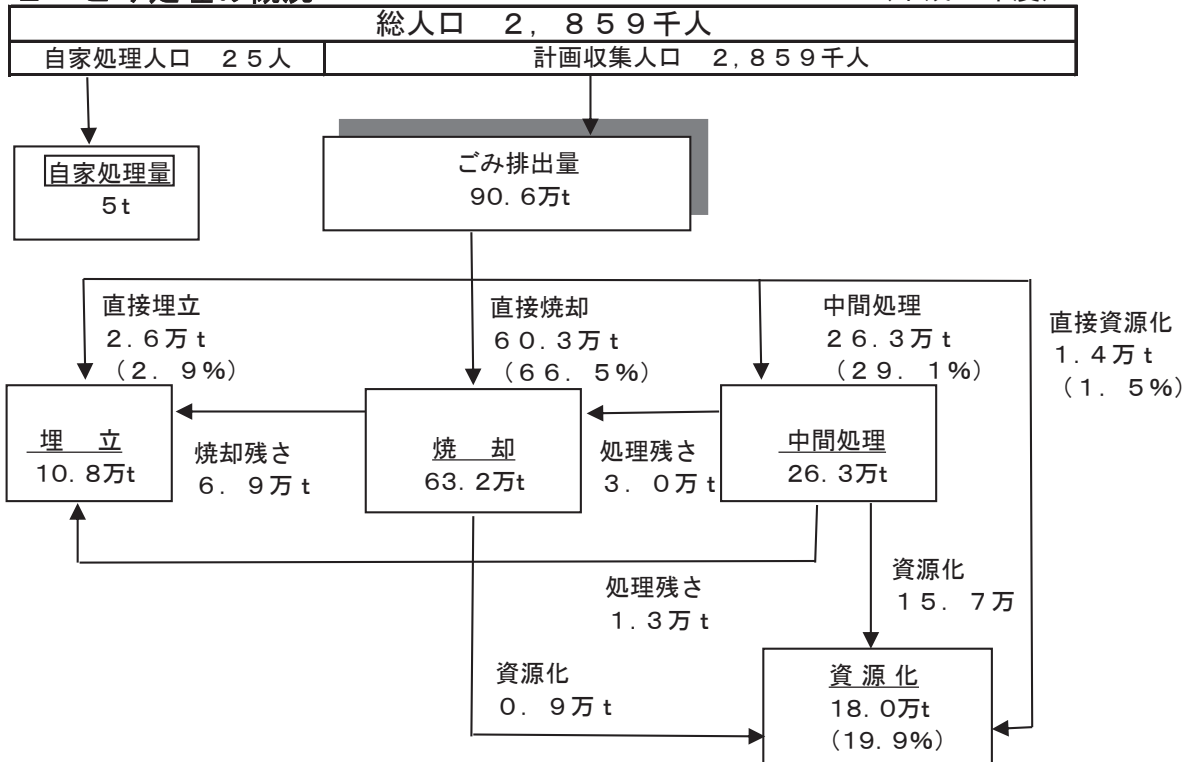 総人口　２，８５９千人
自家処理人口　２５人
計画収集人口　２,８５９千人
自家処理量
５t
ごみ排出量
90．6万t
直接埋立
２.６万ｔ
（２．９%）
直接焼却
６０.３万ｔ
（６６．５%）
中間処理
２６.３万ｔ
（２９．１%）
直接資源化
１.４万ｔ
（１．５%）
埋　立
10．8万t
焼却残さ
６．９万ｔ
焼　却
63．2万t
処理残さ
３．０万ｔ
中間処理
26．3万t
処理残さ
１.３万ｔ
資源化
１５．７万
資源化
０．９万ｔ
資 源 化
18．0万t
（19．9%）